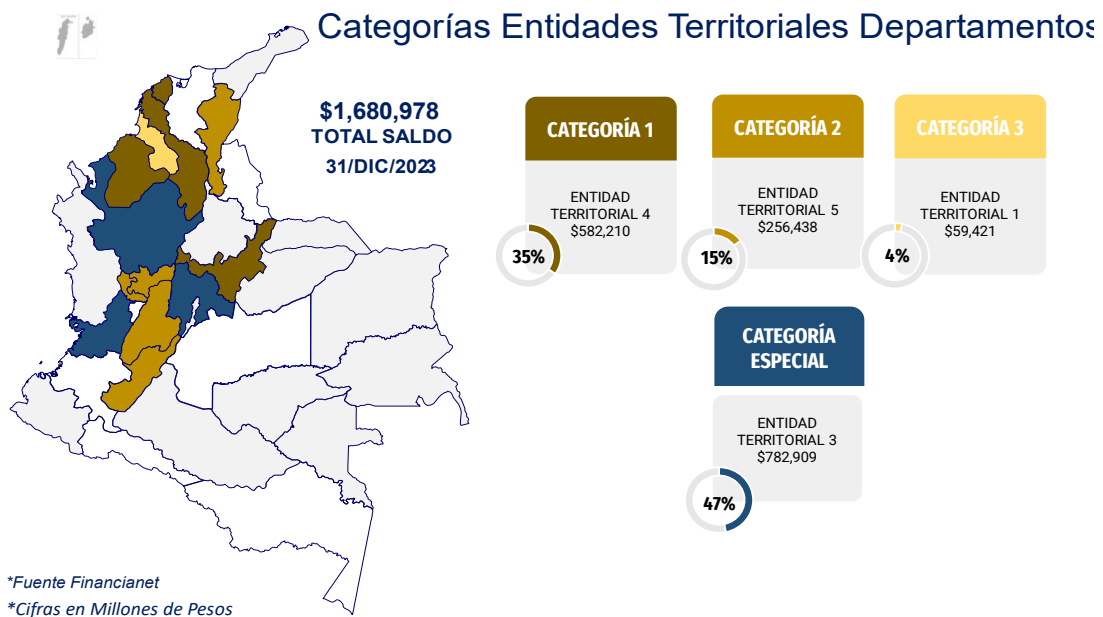 Categorías Entidades Territoriales Departamentos
$1,680,978
TOTAL SALDO
31/DIC/2023
CATEGORÍA 1
ENTIDAD
TERRITORIAL 4
$582,210
35%
CATEGORÍA 2
ENTIDAD
TERRITORIAL 5
$256,438
15%
CATEGORÍA 3
ENTIDAD
TERRITORIAL 1
$59,421
4%
CATEGORÍA
ESPECIAL
ENTIDAD
TERRITORIAL 3
$782,909
47%
*Fuente Financianet
*Cifras en Millones de Pesos